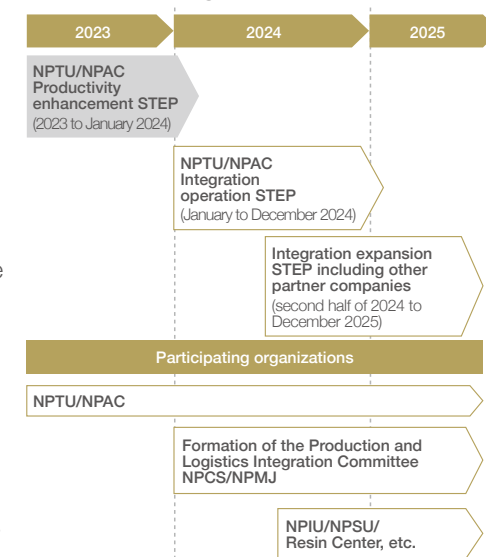 2023
2024
2025
NPTU/NPAC
Productivity
enhancement STEP
(2023 to January 2024)
NPTU/NPAC
Integration
operation STEP
(January to December 2024)
Integration expansion
STEP including other
partner companies
(second half of 2024 to
December 2025)
Participating organizations
NPTU/NPAC
Formation of the Production and
Logistics Integration Committee
NPCS/NPMJ
NPIU/NPSU/
Resin Center, etc.